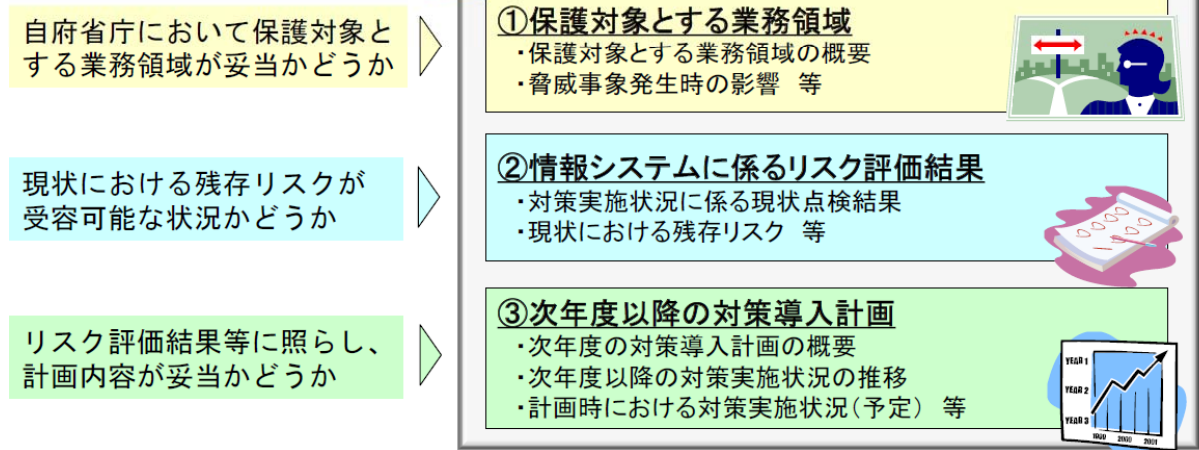 自府省庁において保護対象と
する業務領域が妥当かどうか
①保護対象とする業務領域
・保護対象とする業務領域の概要
・脅威事象発生時の影響 等
現状における残存リスクが
受容可能な状況かどうか
②情報システムに係るリスク評価結果
・対策実施状況に係る現状点検結果
・現状における残存リスク 等
リスク評価結果等に照らし、
計画内容が妥当かどうか
③次年度以降の対策導入計画
・次年度の対策導入計画の概要
・次年度以降の対策実施状況の推移
・計画時における対策実施状況(予定) 等
YEAR 1
YEAR 2
YEAR 3
1999 2000 2001